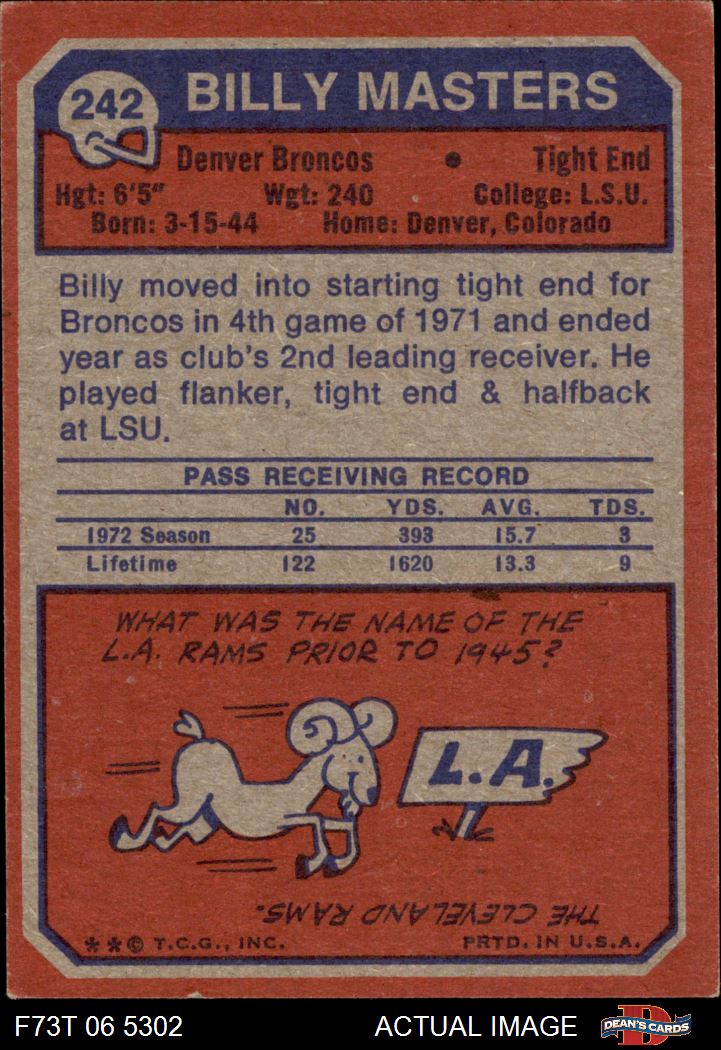 242
BILLY MASTERS
Denver Broncos • Tight End
Hgt: 6'5" Wgt: 240 College: L.S.U.
Born: 3-15-44 Home: Denver, Colorado
Billy moved into starting tight end for
Broncos in 4th game of 1971 and ended
year as club's 2nd leading receiver. He
played flanker, tight end & halfback
at LSU.
PASS RECEIVING RECORD
NO. YDS. AVG. TDS.
1972 Season 25 393 15.7 3
Lifetime 122 1620 13.3 9
WHAT WAS THE NAME OF THE
L.A. RAMS PRIOR TO 1945?
L.A.
THE CLEVELAND RAMS.
**© T.C.G., INC. PRTD. IN U.S.A.
F73T 06 5302 ACTUAL IMAGE
D
DEAN'S CARDS